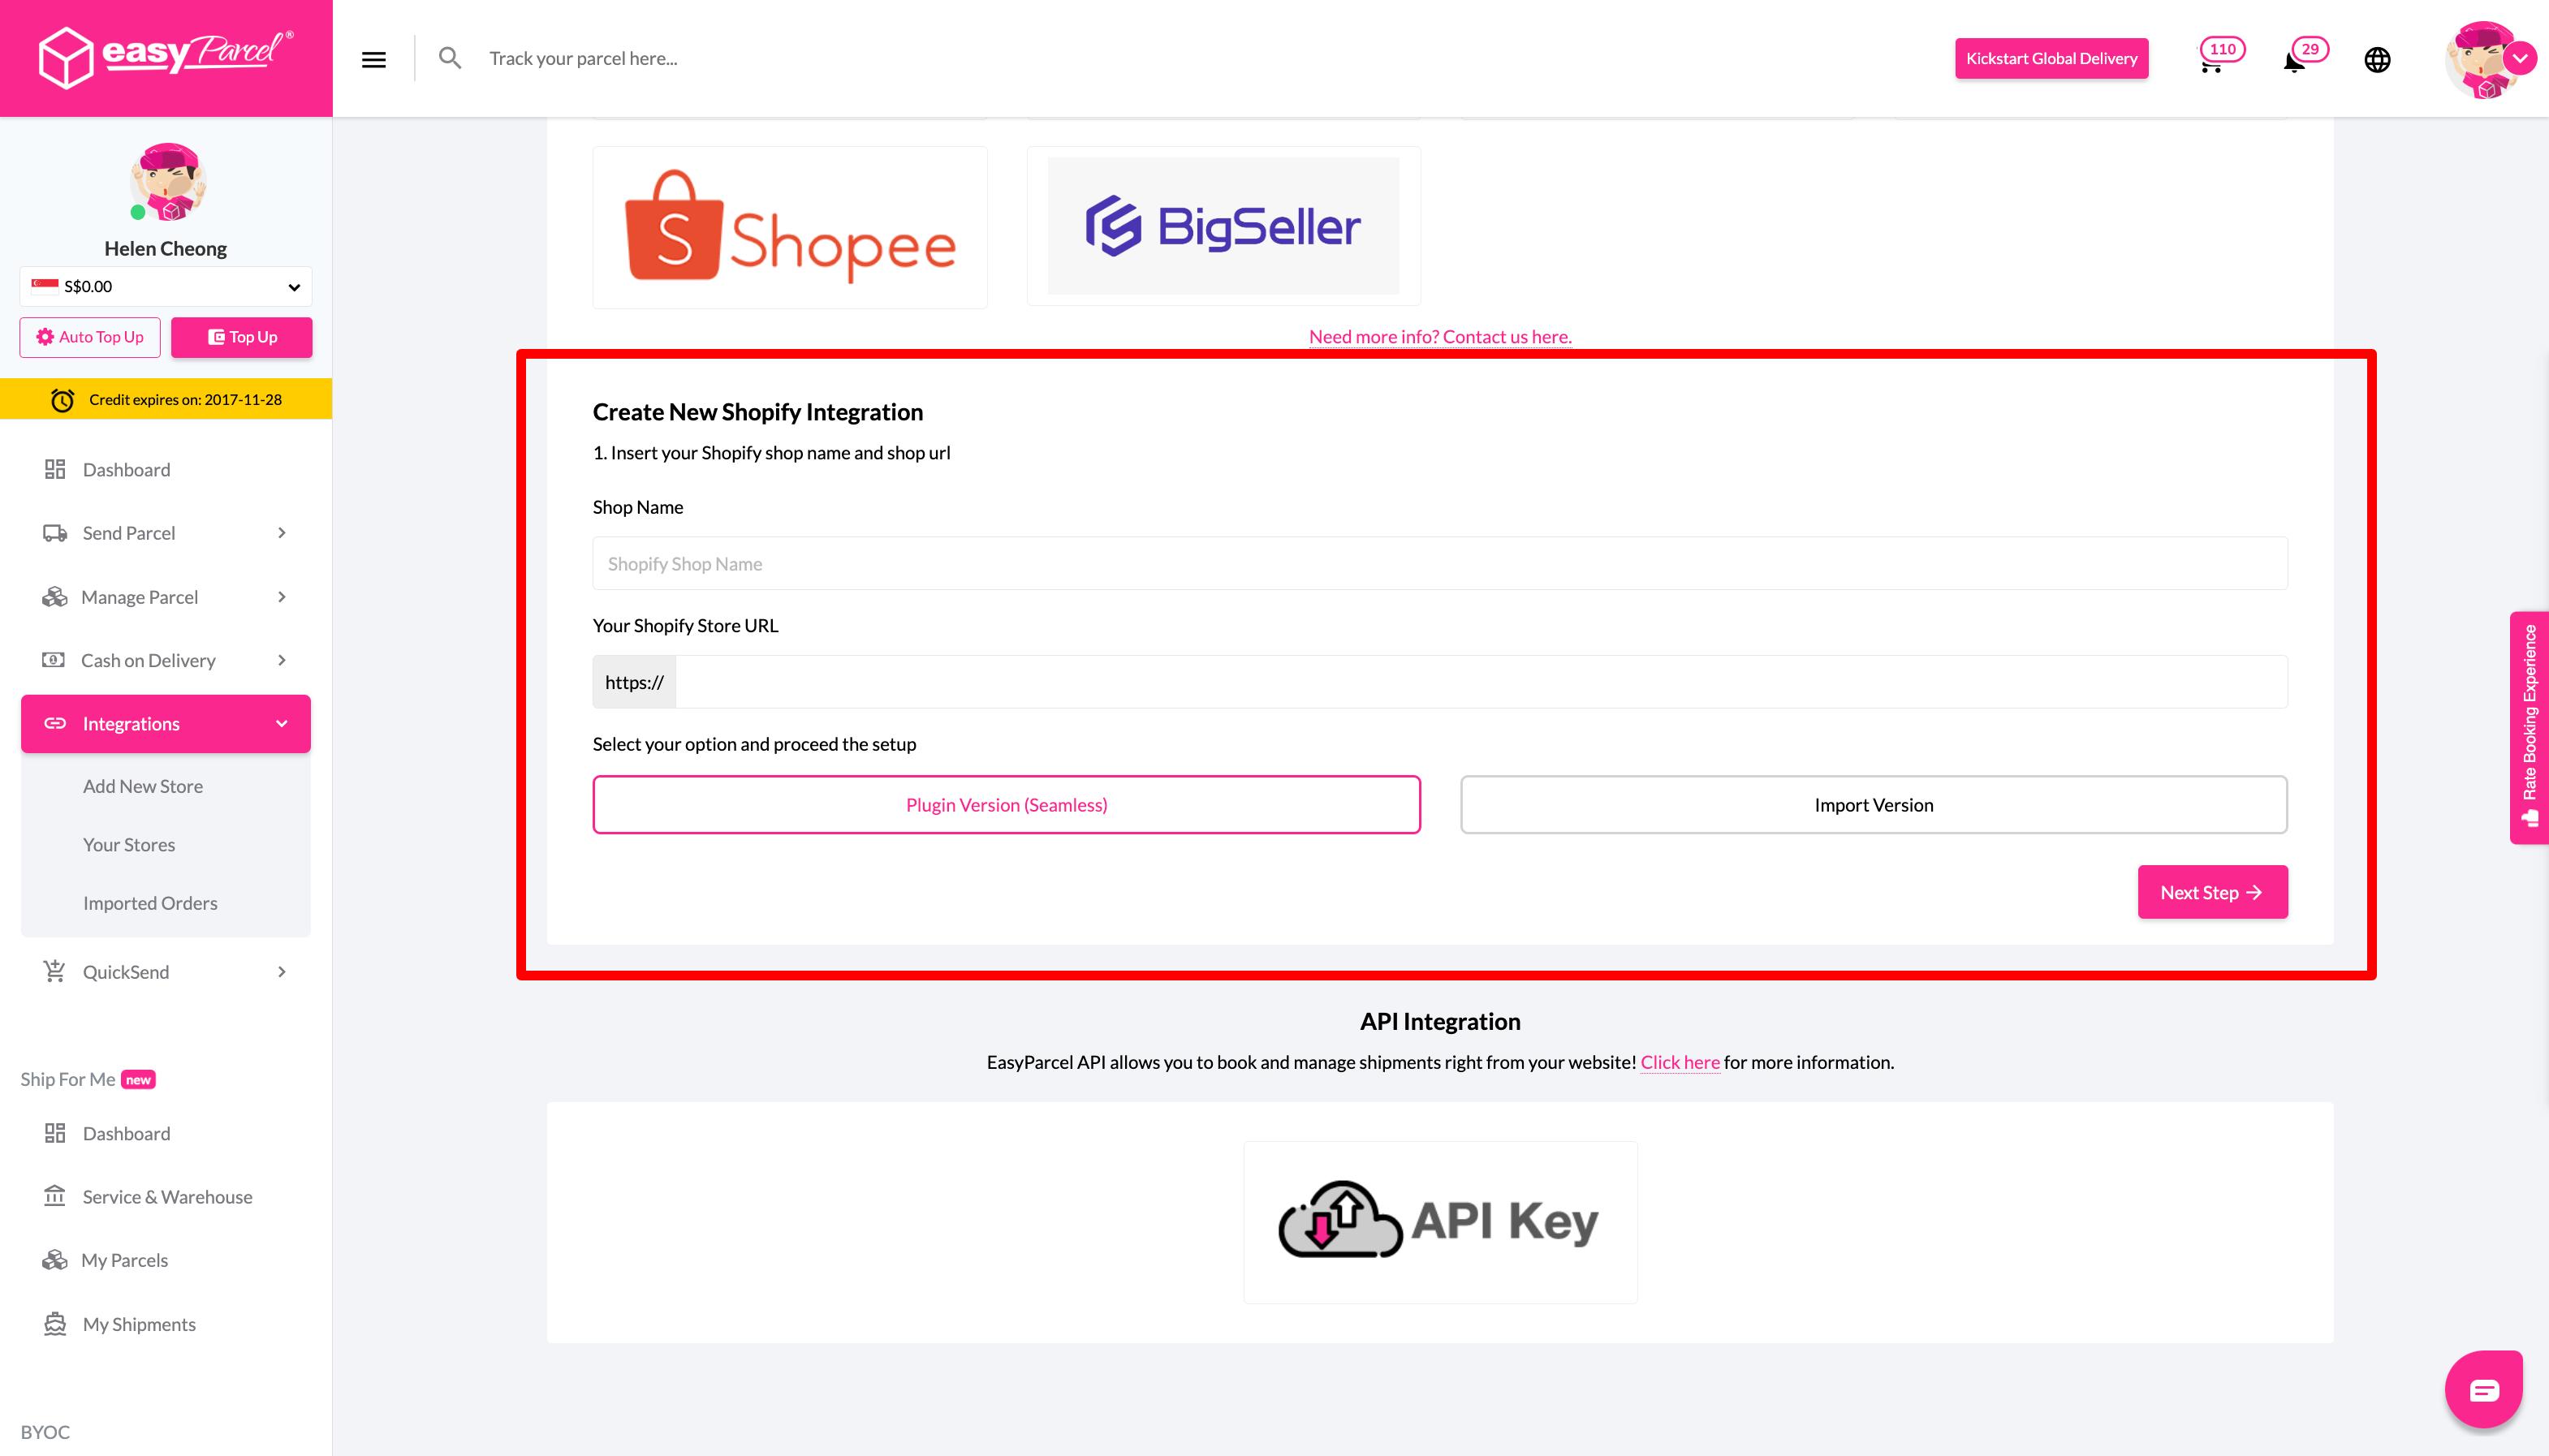 easyParcel®
Track your parcel here...
Kickstart Global Delivery
110
29
Helen Cheong
S$0.00
Auto Top Up
Top Up
Credit expires on: 2017-11-28
Dashboard
Send Parcel
Manage Parcel
Cash on Delivery
Integrations
Add New Store
Your Stores
Imported Orders
QuickSend
Ship For Me new
Dashboard
Service & Warehouse
My Parcels
My Shipments
BYOC
S Shopee
BigSeller
Need more info? Contact us here.
Create New Shopify Integration
1. Insert your Shopify shop name and shop url
Shop Name
Shopify Shop Name
Your Shopify Store URL
https://
Select your option and proceed the setup
Plugin Version (Seamless)
Import Version
Next Step
API Integration
EasyParcel API allows you to book and manage shipments right from your website! Click here for more information.
API Key
Rate Booking Experience